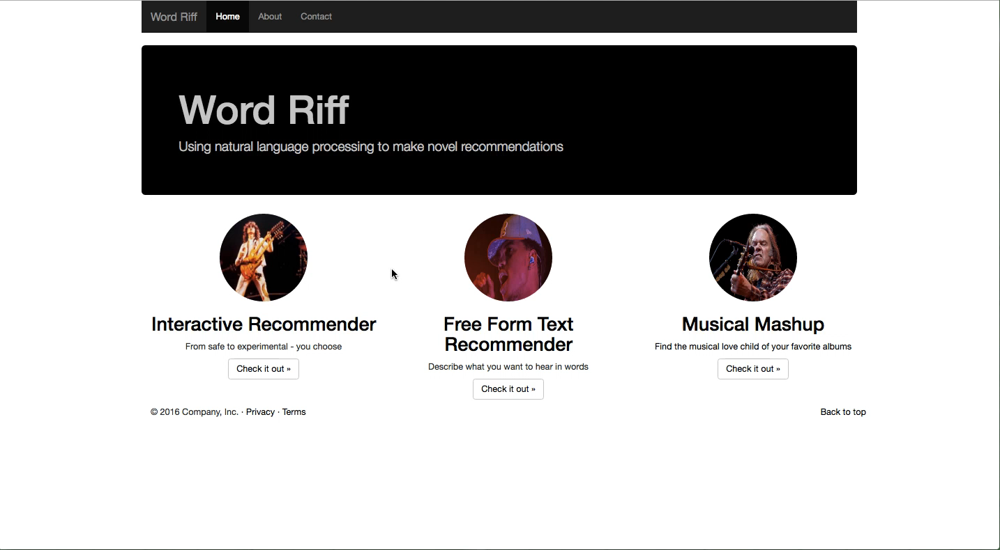 Word Riff Home About Contact
Word Riff
Using natural language processing to make novel recommendations
Interactive Recommender
From safe to experimental - you choose
Check it out »
Free Form Text
Recommender
Describe what you want to hear in words
Check it out »
Musical Mashup
Find the musical love child of your favorite albums
Check it out »
© 2016 Company, Inc. · Privacy · Terms
Back to top